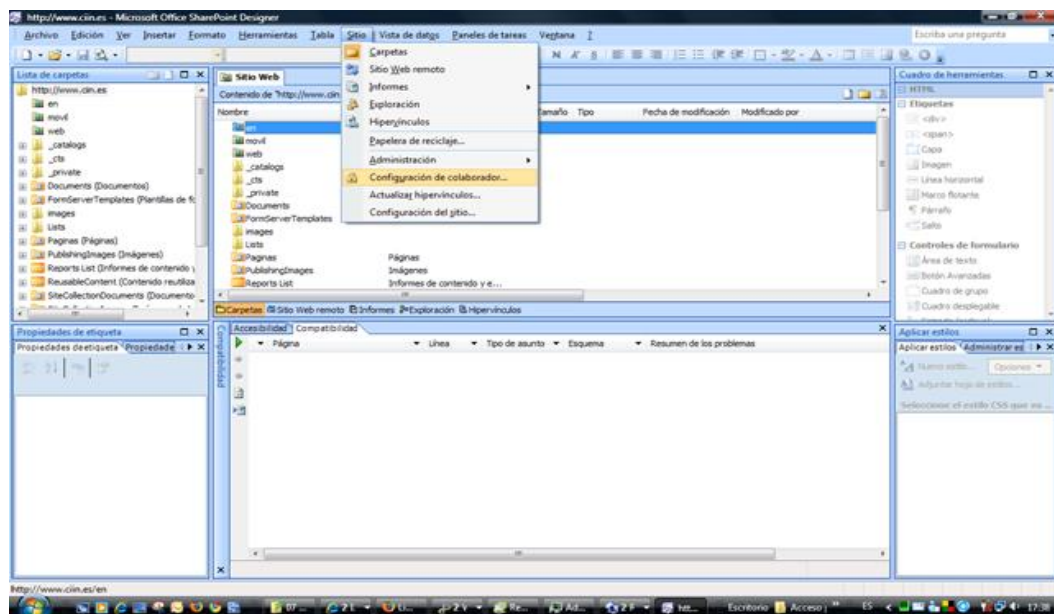 http://www.ciin.es - Microsoft Office SharePoint Designer
Archivo Edición Ver Insertar Formato Herramientas Tabla Sitio Vista de datos Paneles de tareas Ventana ?
Escriba una pregunta
Lista de carpetas
http://www.ciin.es
en
movil
web
_catalogs
_cts
_private
Documents (Documentos)
FormServerTemplates (Plantillas de fo
images
Lists
Paginas (Páginas)
PublishingImages (Imágenes)
Reports List (Informes de contenido y
ReusableContent (Contenido reutiliza
SiteCollectionDocuments (Documento
Sitio Web
Contenido de 'http://www.ciin
Nombre Tamaño Tipo Fecha de modificación Modificado por
en
movil
web
_catalogs
_cts
_private
Documents
FormServerTemplates
images
Lists
Paginas Páginas
PublishingImages Imágenes
Reports List Informes de contenido y e...
Carpetas Sitio Web remoto Informes Exploración Hipervínculos
Carpetas
Sitio Web remoto
Informes
Exploración
Hipervínculos
Papelera de reciclaje...
Administración
Configuración de colaborador...
Actualizar hipervínculos...
Configuración del sitio...
Cuadro de herramientas
HTML
Etiquetas
<div>
<span>
Capa
Imagen
Línea horizontal
Marco flotante
Párrafo
Salto
Controles de formulario
Área de texto
Botón Avanzadas
Cuadro de grupo
Cuadro desplegable
Propiedades de etiqueta
Propiedades de etiqueta Propiedade
Compatibilidad
Accesibilidad Compatibilidad
Página Línea Tipo de asunto Esquema Resumen de los problemas
Aplicar estilos
Aplicar estilos Administrar es
Nuevo estilo... Opciones
Adjuntar hoja de estilos...
Seleccione el estilo CSS que va ...
http://www.ciin.es/en
Escritorio Acceso ES 17:38